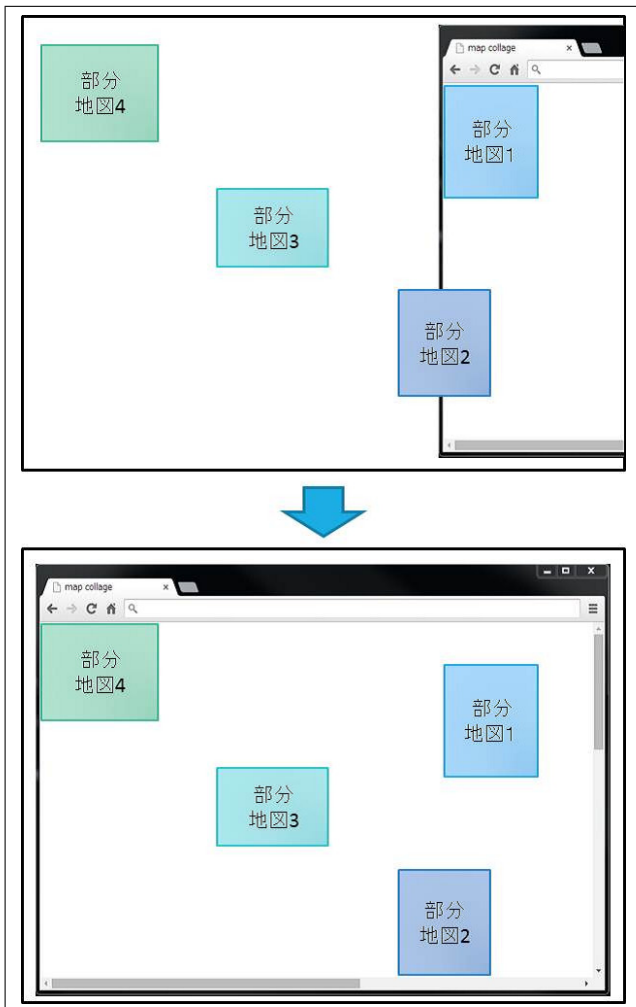 部分
地図4
map collage
部分
地図1
部分
地図3
部分
地図2
map collage
部分
地図4
部分
地図1
部分
地図3
部分
地図2